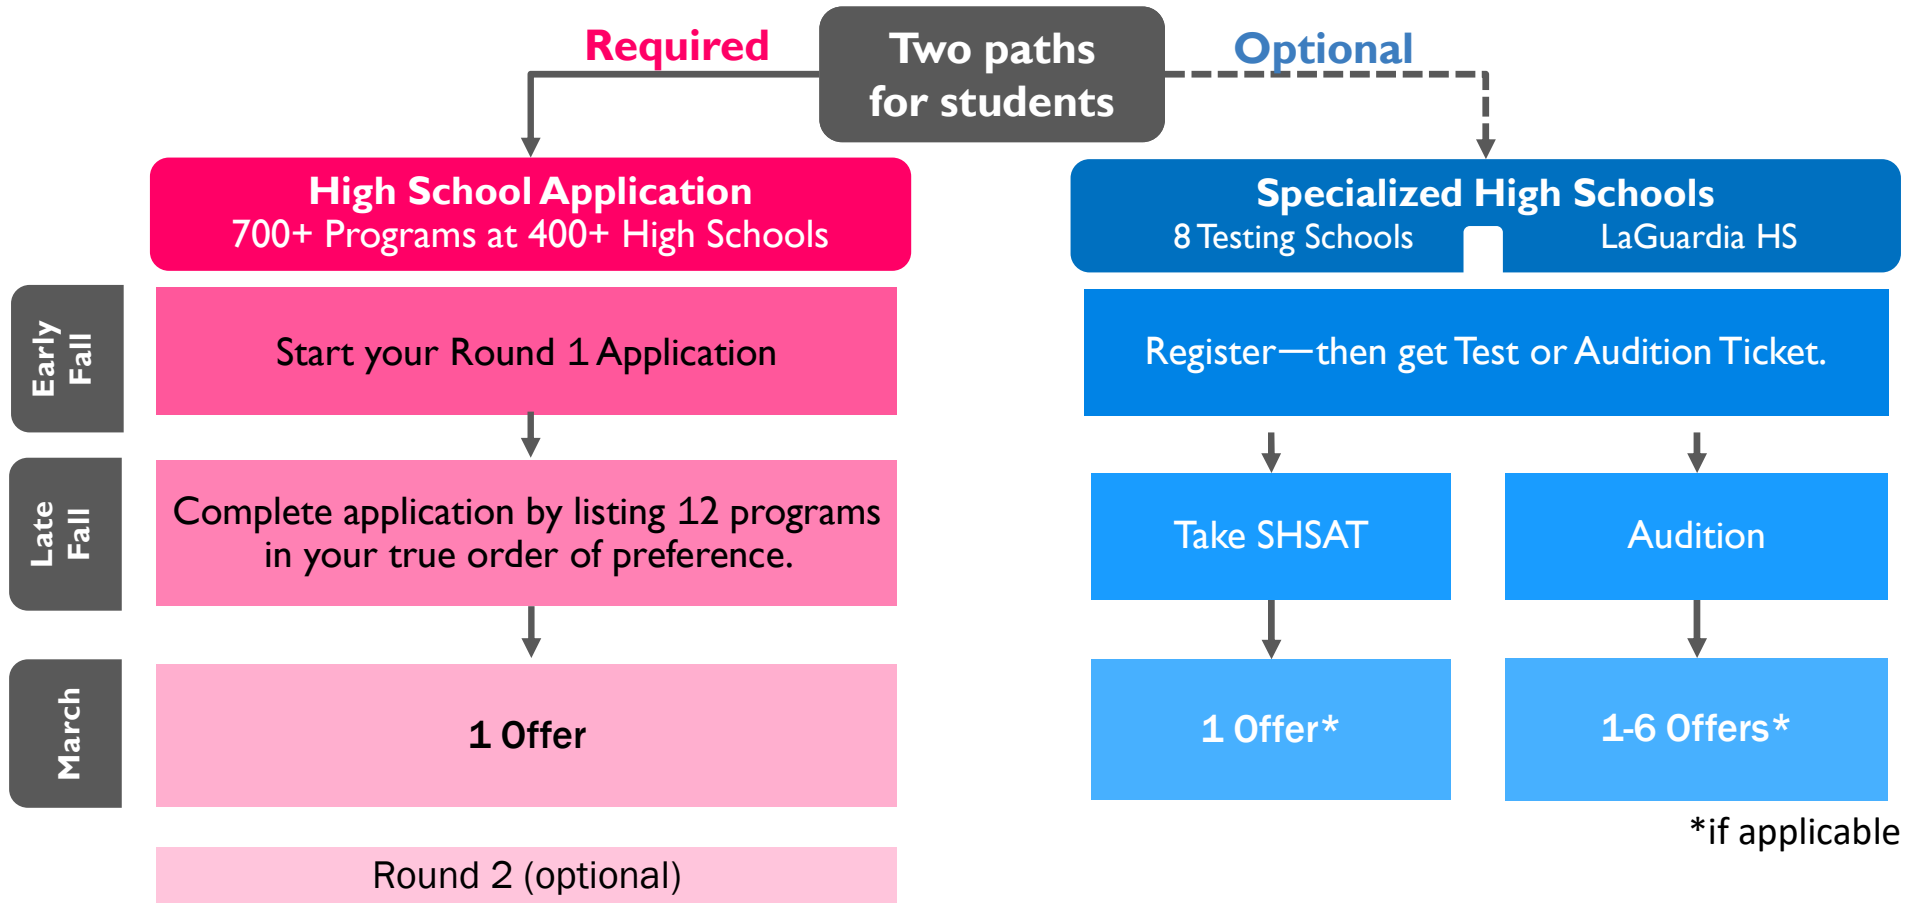 Required
Two paths
for students
Optional
High School Application
700+ Programs at 400+ High Schools
Specialized High Schools
8 Testing Schools
LaGuardia HS
Early
Fall
Start your Round 1 Application
Register—then get Test or Audition Ticket.
Late
Fall
Complete application by listing 12 programs
in your true order of preference.
Take SHSAT
Audition
March
1 Offer
1 Offer*
1-6 Offers*
*if applicable
Round 2 (optional)